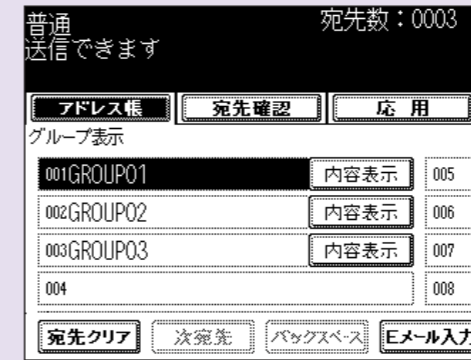 普通 宛先数：0003
送信できます
アドレス帳 宛先確認 応用
グループ表示
001GROUP01 内容表示 005
002GROUP02 内容表示 006
003GROUP03 内容表示 007
004 008
宛先クリア 次宛先 バックスペース Eメール入力